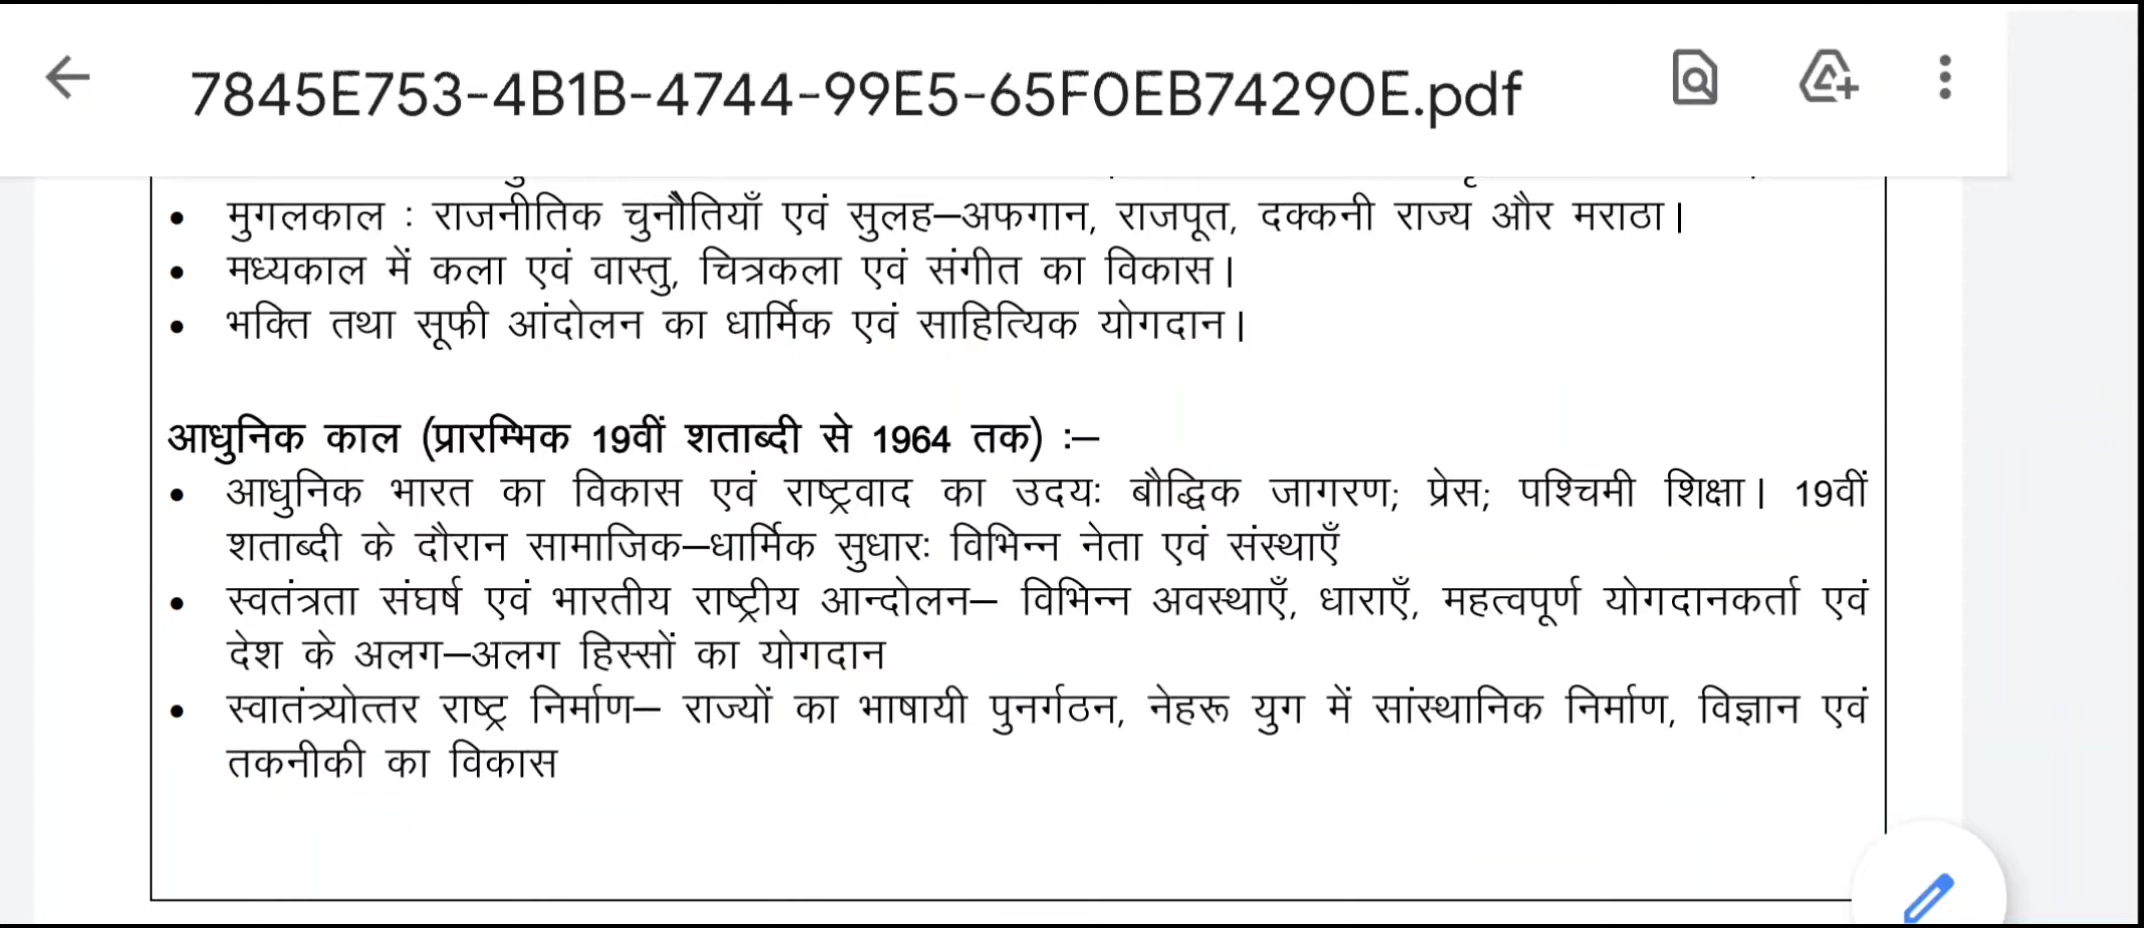 7845E753-4B1B-4744-99E5-65F0EB74290E.pdf
• मुगलकाल : राजनीतिक चुनौतियाँ एवं सुलह–अफगान, राजपूत, दक्कनी राज्य और मराठा।
• मध्यकाल में कला एवं वास्तु, चित्रकला एवं संगीत का विकास।
• भक्ति तथा सूफी आंदोलन का धार्मिक एवं साहित्यिक योगदान।
आधुनिक काल (प्रारम्भिक 19वीं शताब्दी से 1964 तक) :–
• आधुनिक भारत का विकास एवं राष्ट्रवाद का उदयः बौद्धिक जागरण; प्रेस; पश्चिमी शिक्षा। 19वीं
शताब्दी के दौरान सामाजिक–धार्मिक सुधारः विभिन्न नेता एवं संस्थाएँ
• स्वतंत्रता संघर्ष एवं भारतीय राष्ट्रीय आन्दोलन– विभिन्न अवस्थाएँ, धाराएँ, महत्वपूर्ण योगदानकर्ता एवं
देश के अलग–अलग हिस्सों का योगदान
• स्वातंत्र्योत्तर राष्ट्र निर्माण– राज्यों का भाषायी पुनर्गठन, नेहरू युग में सांस्थानिक निर्माण, विज्ञान एवं
तकनीकी का विकास